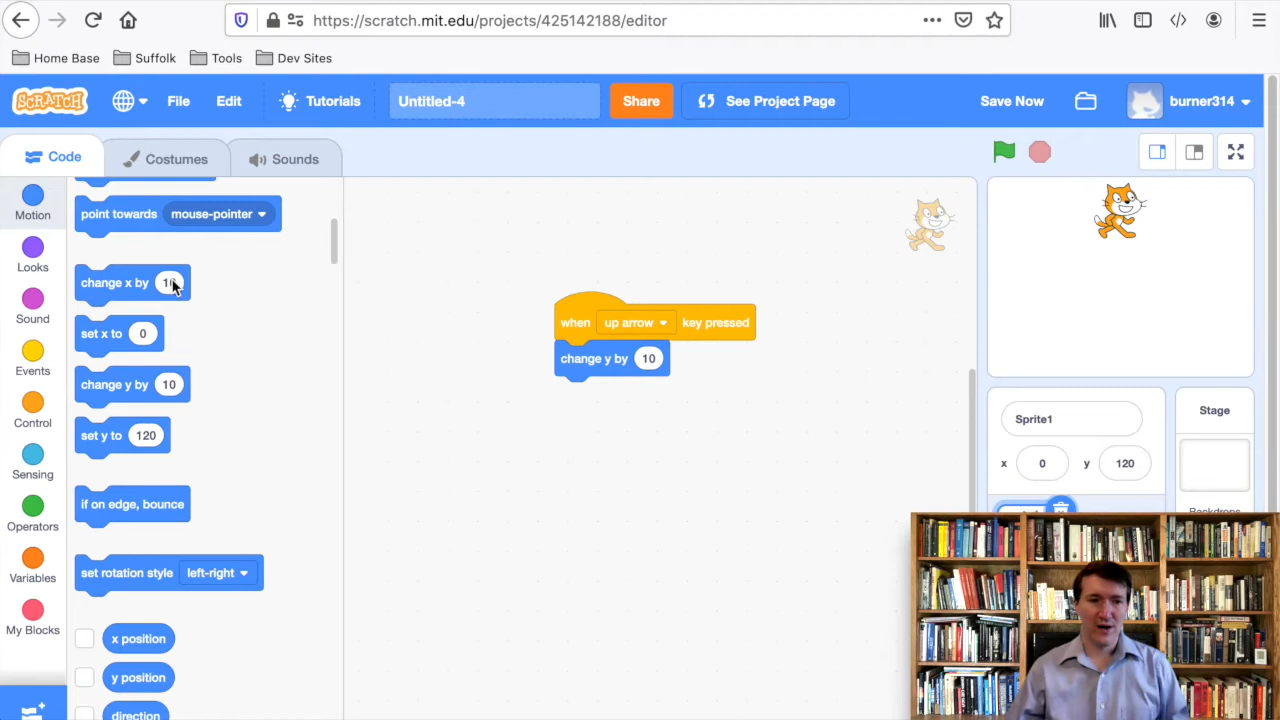 https://scratch.mit.edu/projects/425142188/editor
Home Base Suffolk Tools Dev Sites
SCRATCH File Edit Tutorials Untitled-4 Share See Project Page Save Now burner314
Code Costumes Sounds
Motion
Looks
Sound
Events
Control
Sensing
Operators
Variables
My Blocks
point towards mouse-pointer
change x by 10
set x to 0
change y by 10
set y to 120
if on edge, bounce
set rotation style left-right
x position
y position
direction
when up arrow key pressed
change y by 10
Sprite1
x 0 y 120
Stage
Backdrops